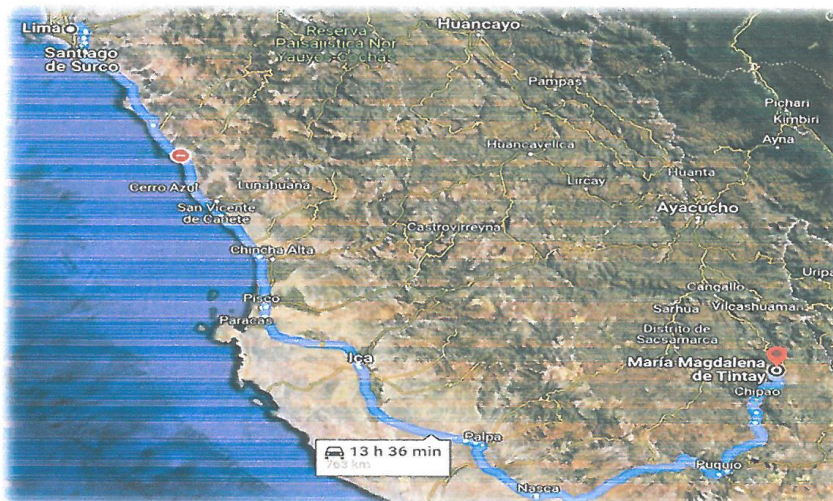 Lima
Santiago
de Surco
Reserva
Paisajística Nor
Yauyos-Cochas
Huancayo
Pampas
Pichari
Kimbiri
Ayna
Huancavelica
Lircay
Huanta
Ayacucho
Cerro Azul
Lunahuana
San Vicente
de Cañete
Castrovirreyna
Chincha Alta
Pisco
Paracas
Ica
Cangallo
Uripa
Sarhua
Vilcashuamán
Distrito de
Sacsamarca
María Magdalena
de Tintay
Chipao
13 h 36 min
763 km
Palpa
Puquio
Nasca